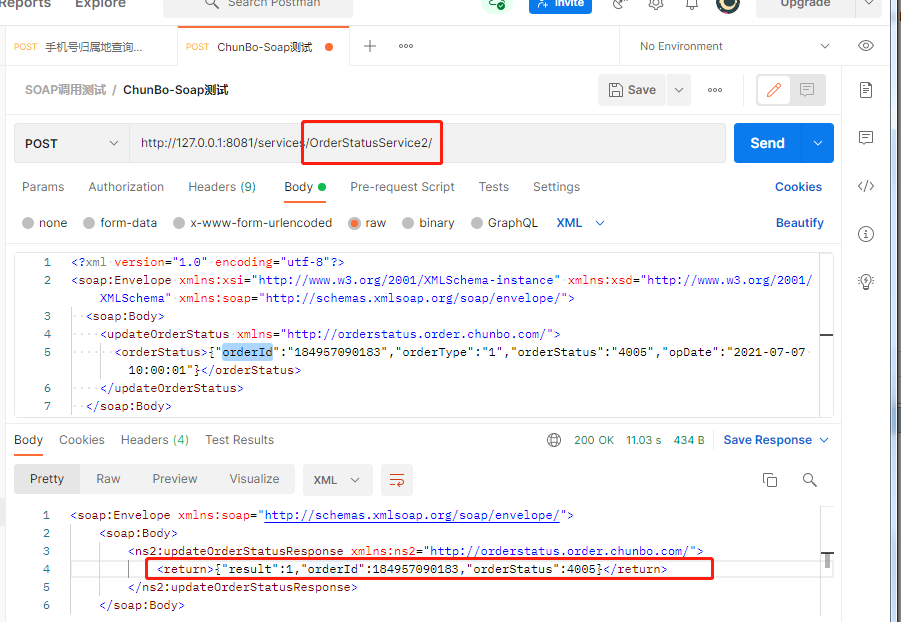 Reports Explore Search Postman Invite Upgrade
POST 手机号归属地查询... POST ChunBo-Soap测试 No Environment
SOAP调用测试 / ChunBo-Soap测试 Save
POST http://127.0.0.1:8081/services/OrderStatusService2/ Send
Params Authorization Headers (9) Body Pre-request Script Tests Settings Cookies
none form-data x-www-form-urlencoded raw binary GraphQL XML Beautify
1 <?xml version="1.0" encoding="utf-8"?>
2 <soap:Envelope xmlns:xsi="http://www.w3.org/2001/XMLSchema-instance" xmlns:xsd="http://www.w3.org/2001/
XMLSchema" xmlns:soap="http://schemas.xmlsoap.org/soap/envelope/">
3 <soap:Body>
4 <updateOrderStatus xmlns="http://orderstatus.order.chunbo.com/">
5 <orderStatus>{"orderId":"184957090183","orderType":"1","orderStatus":"4005","opDate":"2021-07-07
10:00:01"}</orderStatus>
6 </updateOrderStatus>
7 </soap:Body>
Body Cookies Headers (4) Test Results 200 OK 11.03 s 434 B Save Response
Pretty Raw Preview Visualize XML
1 <soap:Envelope xmlns:soap="http://schemas.xmlsoap.org/soap/envelope/">
2 <soap:Body>
3 <ns2:updateOrderStatusResponse xmlns:ns2="http://orderstatus.order.chunbo.com/">
4 <return>{"result":1,"orderId":184957090183,"orderStatus":4005}</return>
5 </ns2:updateOrderStatusResponse>
6 </soap:Body>